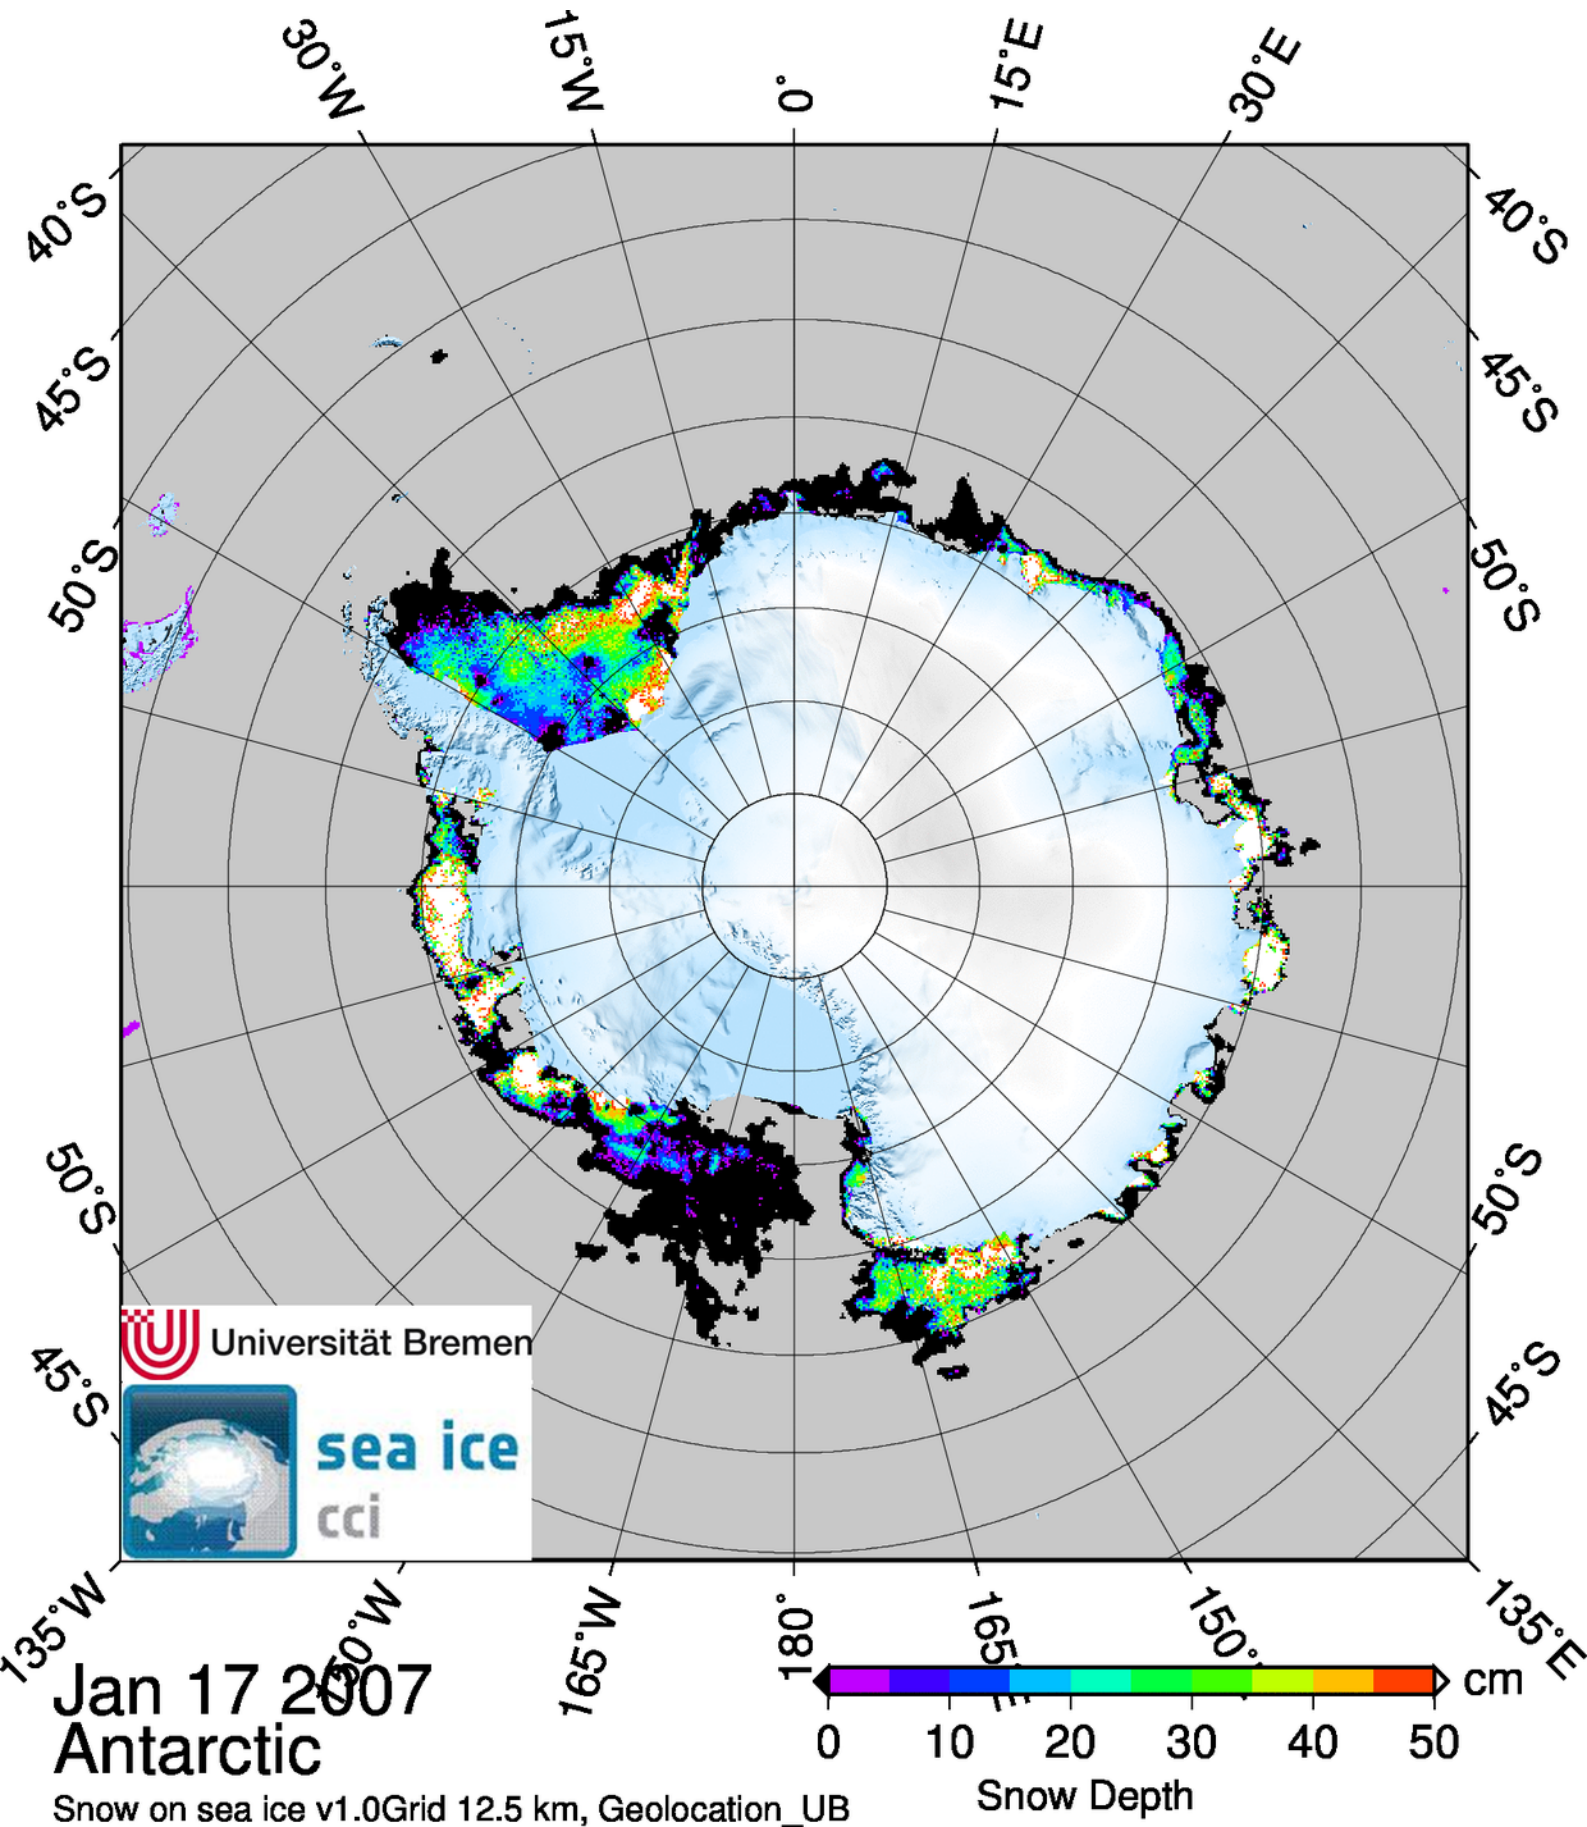 30°W 15°W 0° 15°E 30°E
40°S 40°S
45°S 45°S
50°S 50°S
50°S 50°S
45°S 45°S
Universität Bremen
sea ice
cci
135°W 150°W 165°W 180° 165°E 150° 135°E
Jan 17 2007
Antarctic
Snow on sea ice v1.0Grid 12.5 km, Geolocation_UB
cm
0 10 20 30 40 50
Snow Depth